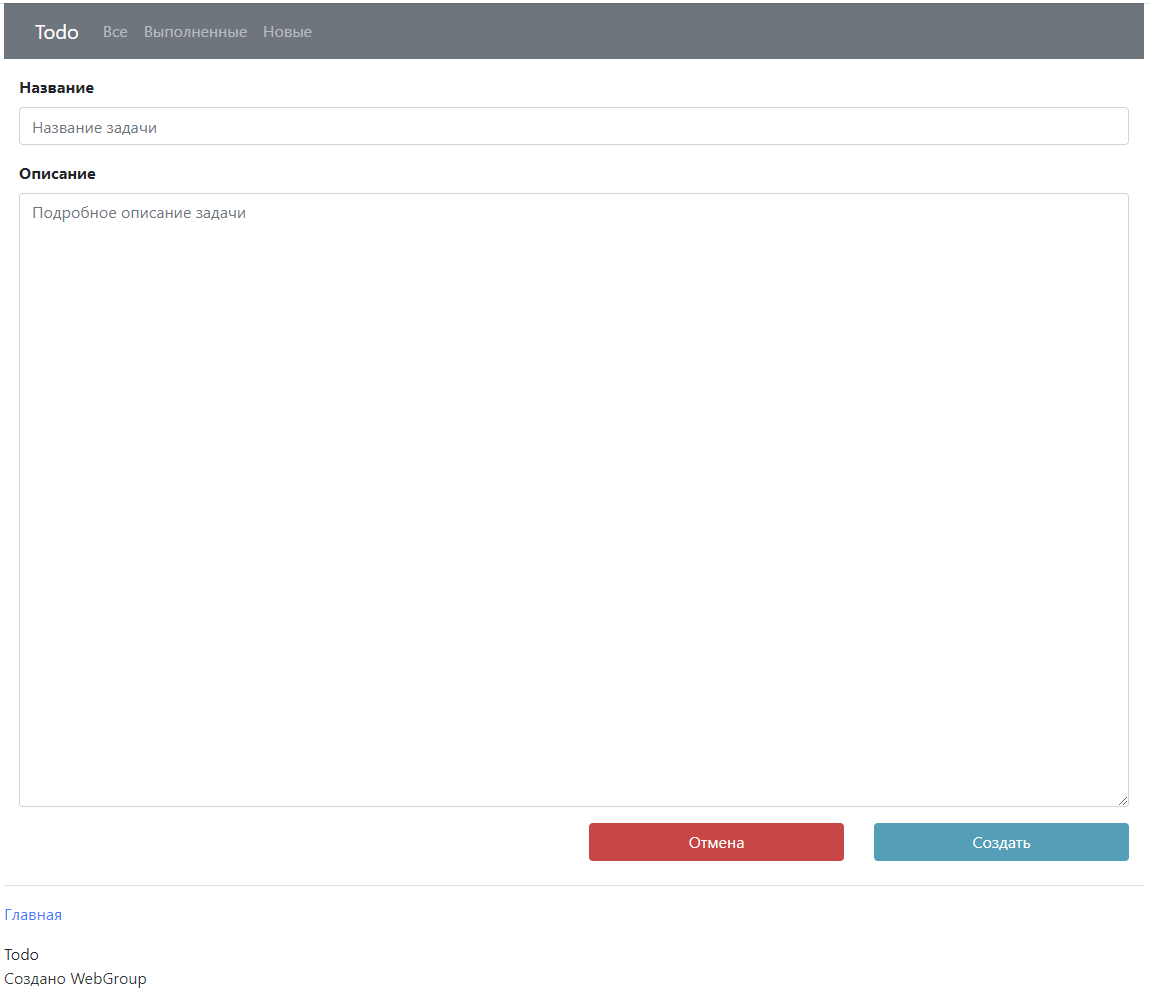 Todo Все Выполненные Новые
Название
Название задачи
Описание
Подробное описание задачи
Отмена Создать
Главная
Todo
Создано WebGroup